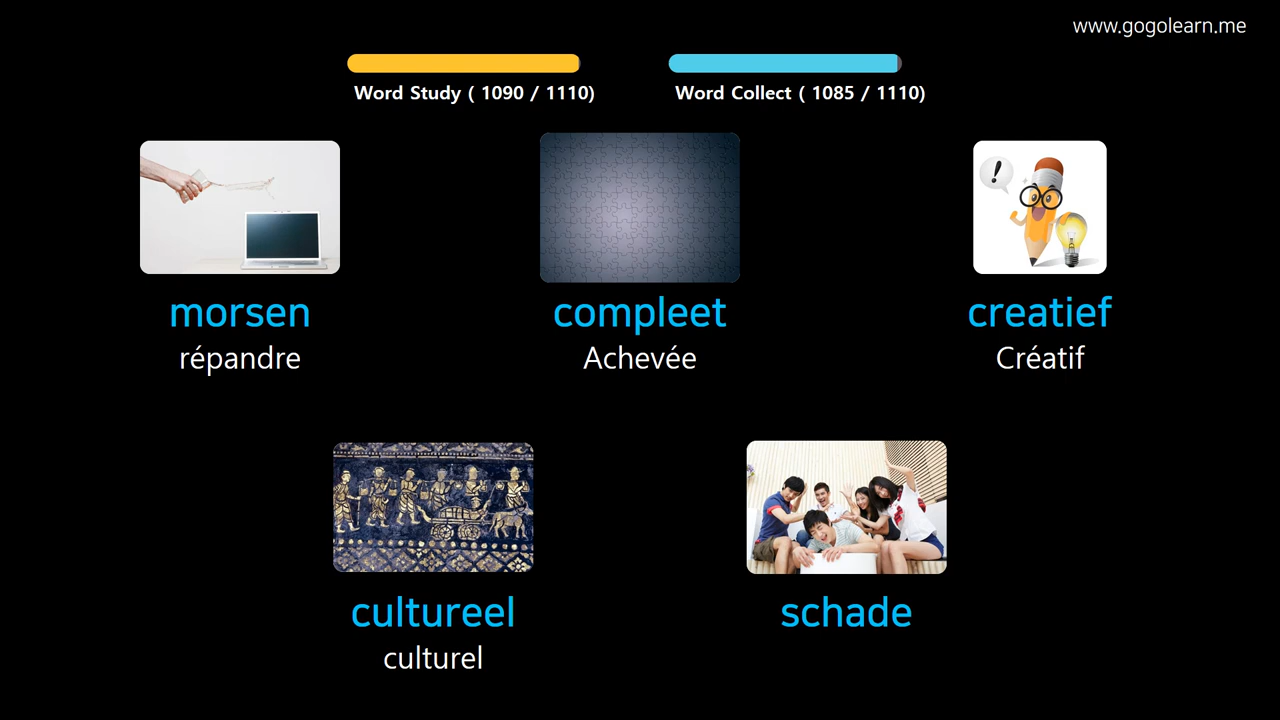 www.gogolearn.me
Word Study ( 1090 / 1110)
Word Collect ( 1085 / 1110)
morsen
répandre
compleet
Achevée
creatief
Créatif
cultureel
culturel
schade